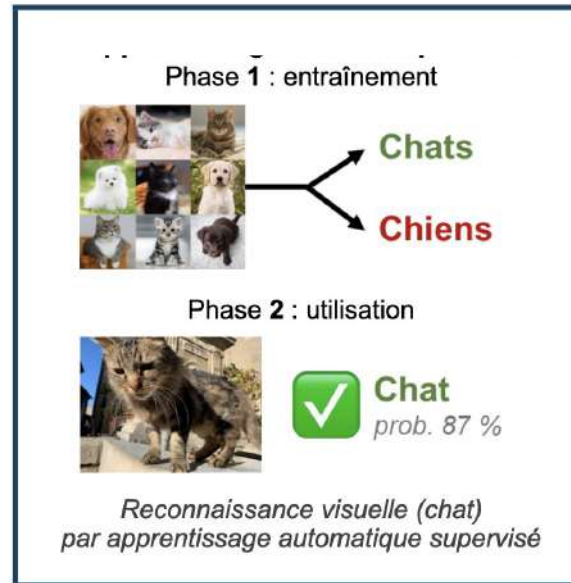 Phase 1 : entraînement
Chats
Chiens
Phase 2 : utilisation
Chat
prob. 87 %
Reconnaissance visuelle (chat)
par apprentissage automatique supervisé